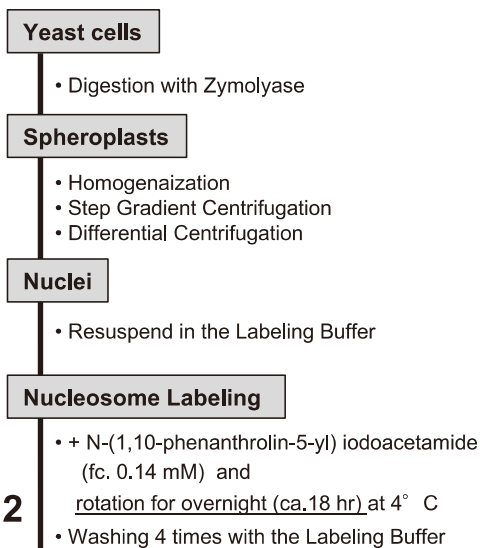 Yeast cells
• Digestion with Zymolyase
Spheroplasts
• Homogenaization
• Step Gradient Centrifugation
• Differential Centrifugation
Nuclei
• Resuspend in the Labeling Buffer
Nucleosome Labeling
• + N-(1,10-phenanthrolin-5-yl) iodoacetamide
(fc. 0.14 mM) and
rotation for overnight (ca.18 hr) at 4° C
2
• Washing 4 times with the Labeling Buffer